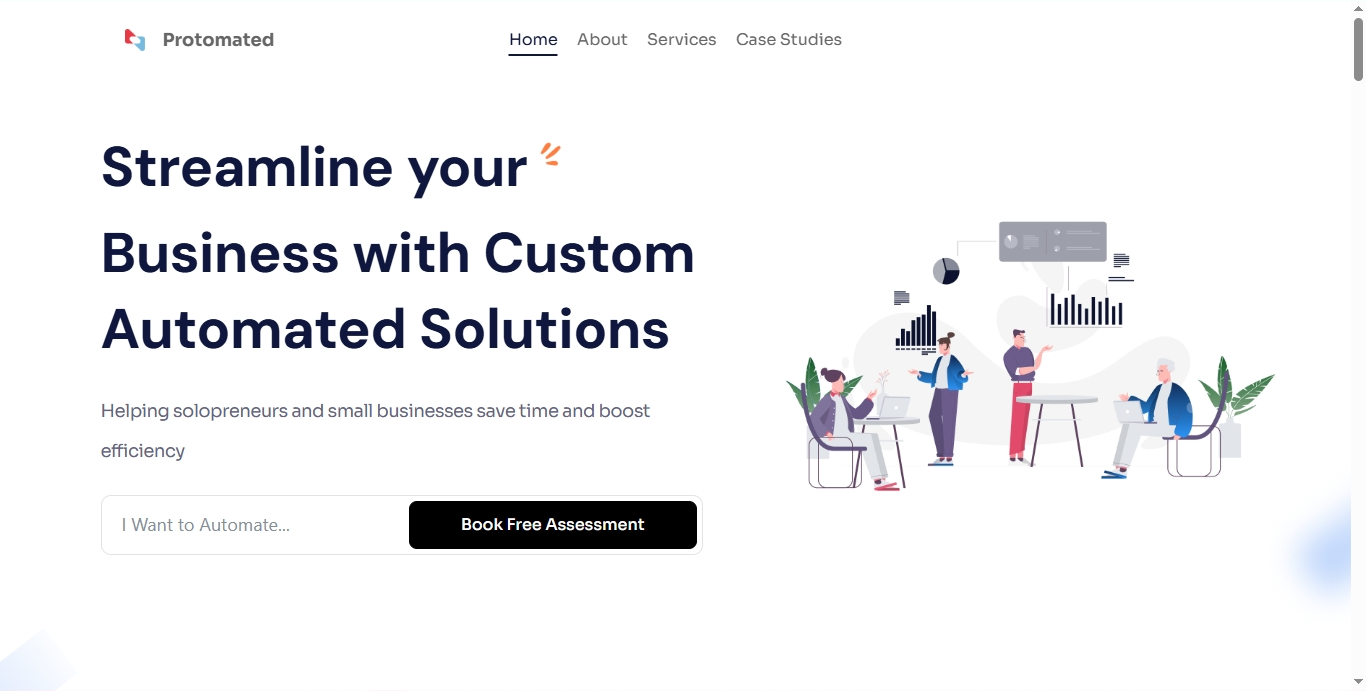 Protomated
Home About Services Case Studies
Streamline your
Business with Custom
Automated Solutions
Helping solopreneurs and small businesses save time and boost
efficiency
I Want to Automate...
Book Free Assessment